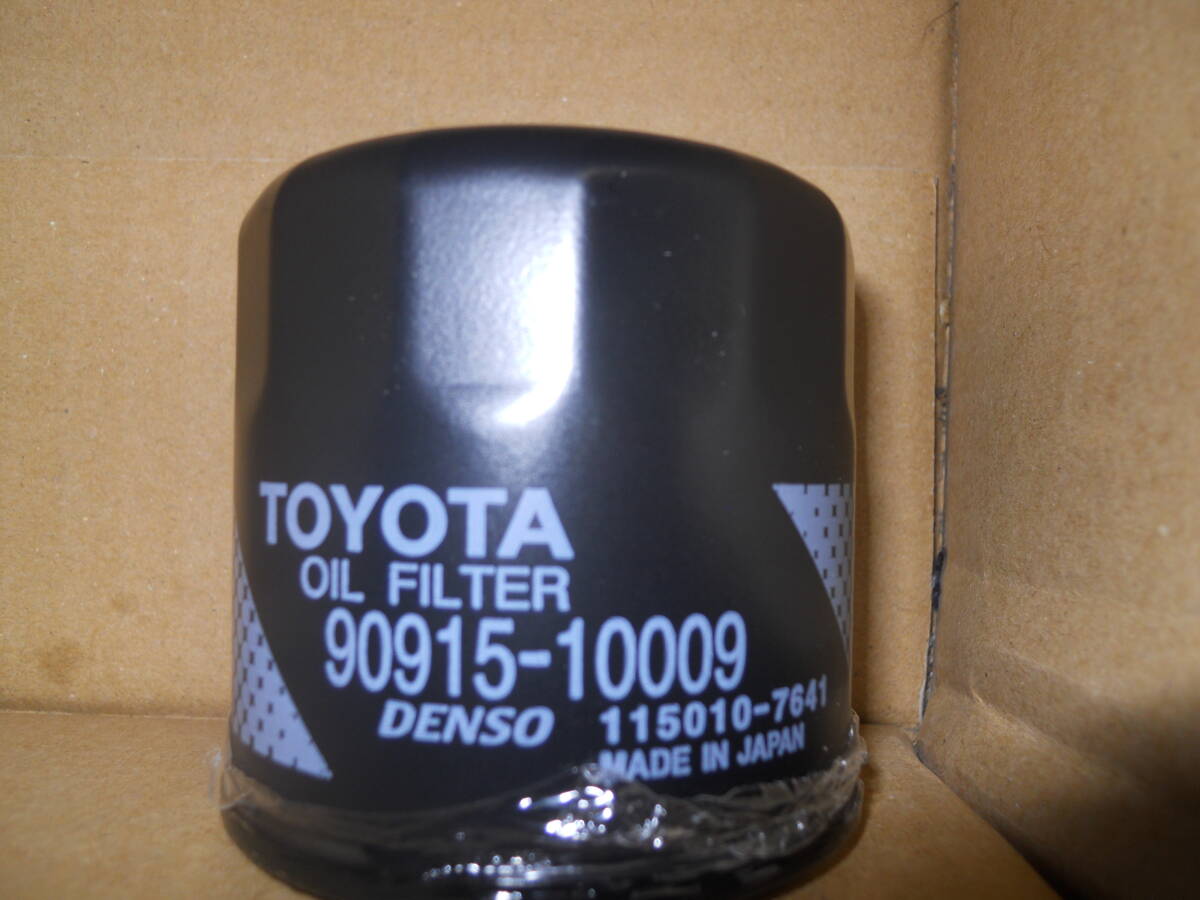 TOYOTA
OIL FILTER
90915-10009
DENSO 115010-7641
MADE IN JAPAN